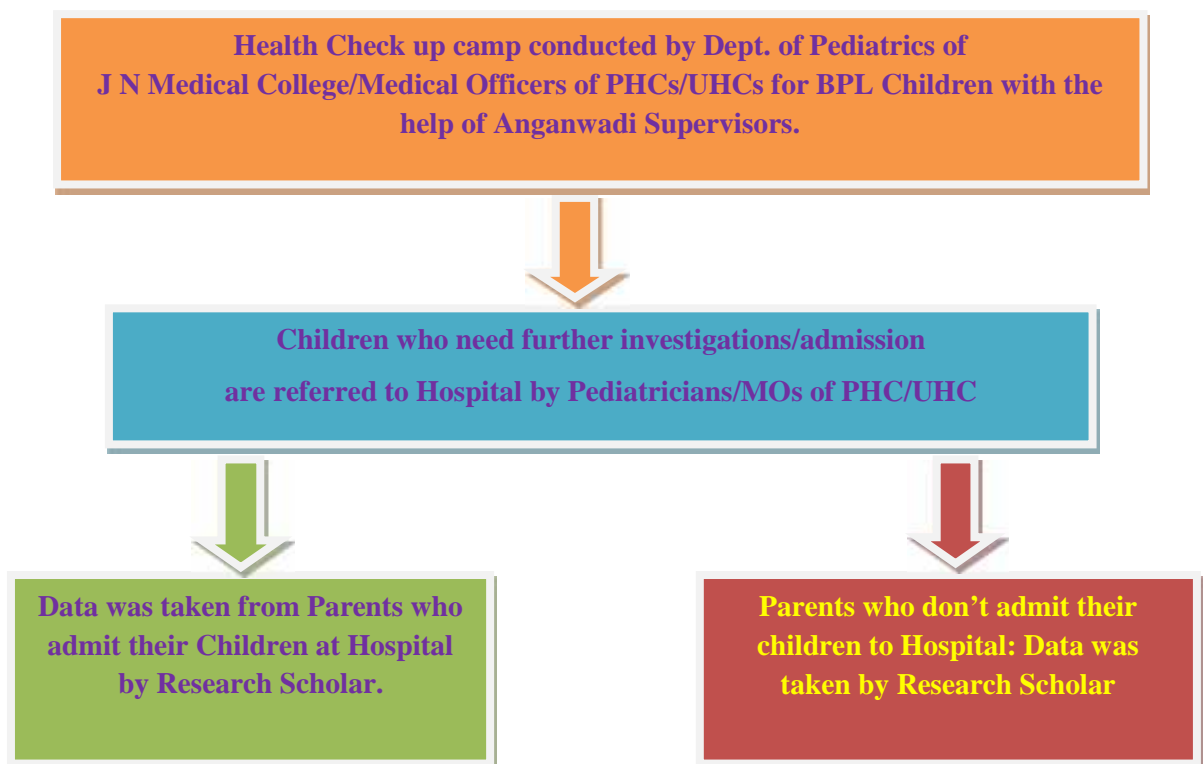 Health Check up camp conducted by Dept. of Pediatrics of
J N Medical College/Medical Officers of PHCs/UHCs for BPL Children with the
help of Anganwadi Supervisors.
Children who need further investigations/admission
are referred to Hospital by Pediatricians/MOs of PHC/UHC
Data was taken from Parents who
admit their Children at Hospital
by Research Scholar.
Parents who don’t admit their
children to Hospital: Data was
taken by Research Scholar